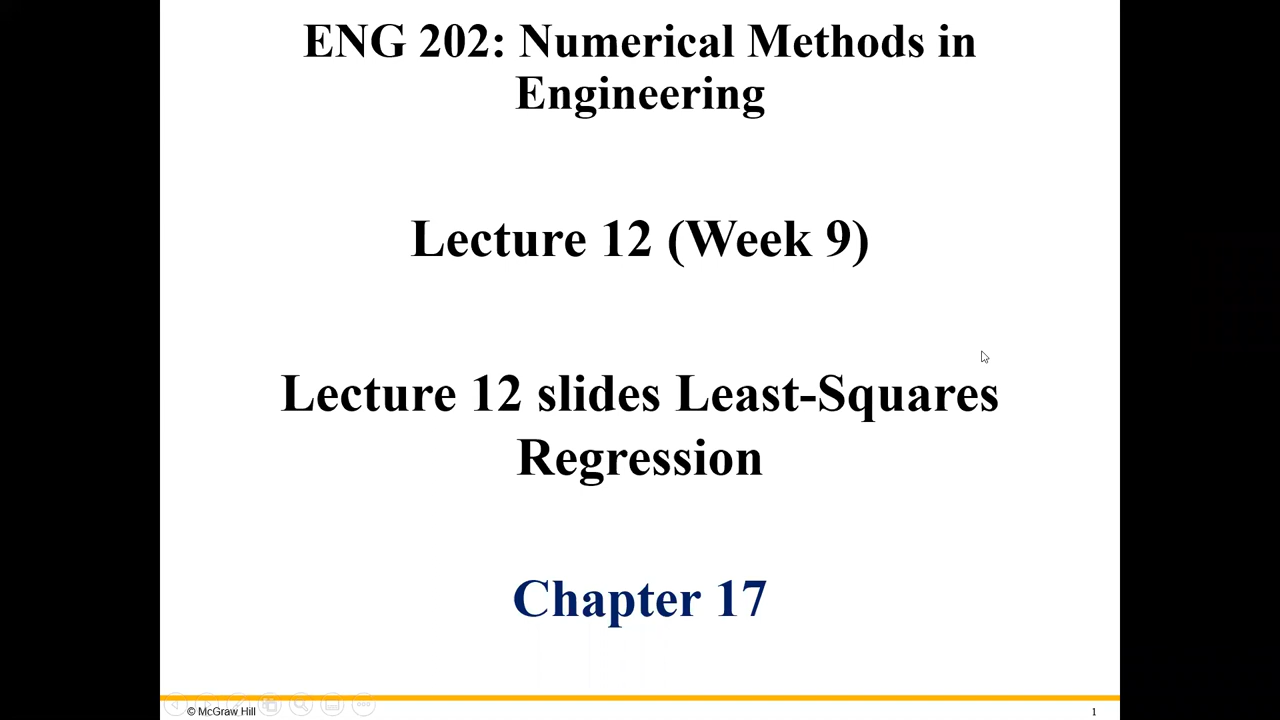 ENG 202: Numerical Methods in
Engineering
Lecture 12 (Week 9)
Lecture 12 slides Least-Squares
Regression
Chapter 17
© McGraw Hill
1